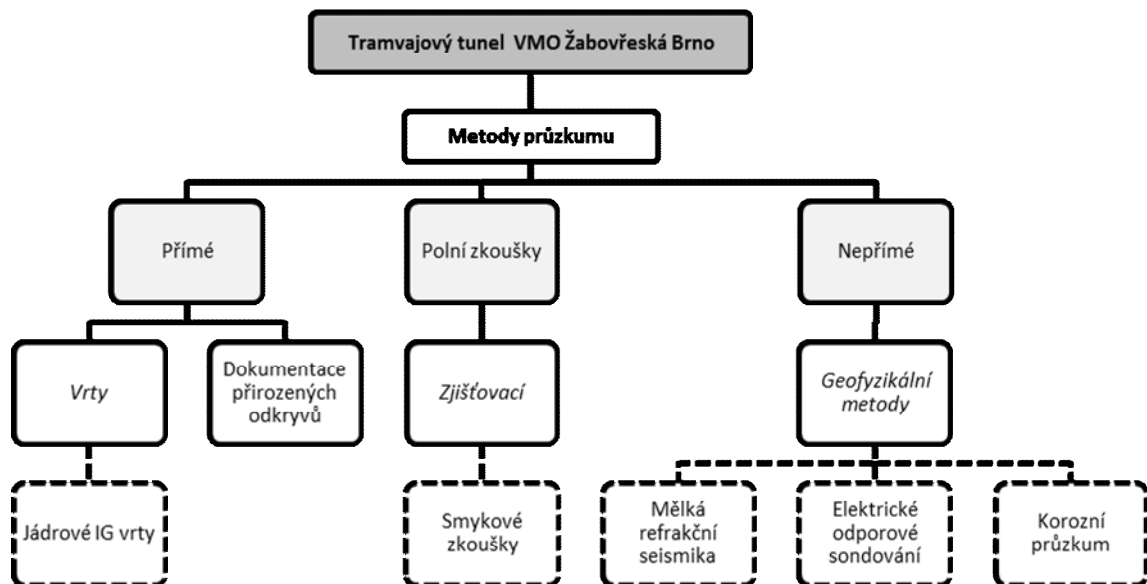 Tramvajový tunel VMO Žabovřeská Brno
Metody průzkumu
Přímé
Polní zkoušky
Nepřímé
Vrty
Dokumentace
přirozených
odkryvů
Zjišťovací
Geofyzikální
metody
Jádrové IG vrty
Smykové
zkoušky
Mělká
refrakční
seismika
Elektrické
odporové
sondování
Korozní
průzkum